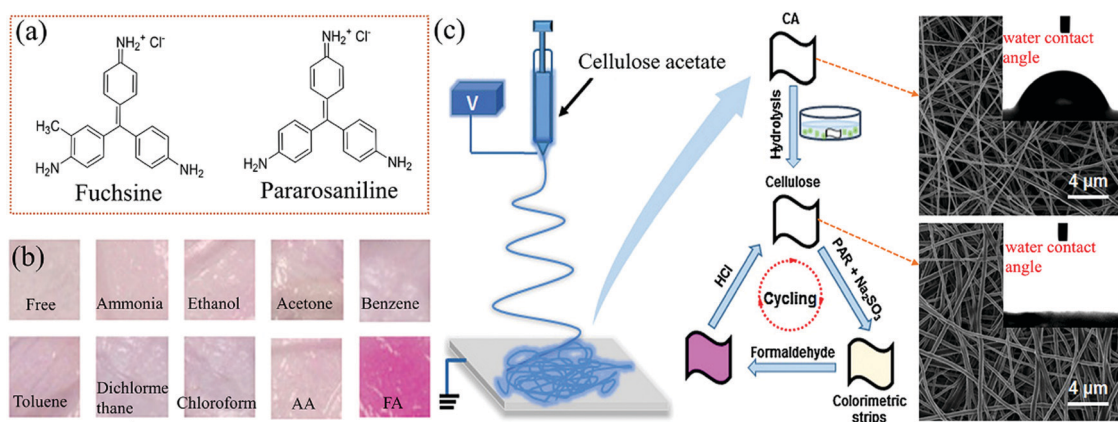 (a)
NH₂⁺ Cl⁻
H₃C
H₂N
NH₂
Fuchsine
NH₂⁺ Cl⁻
H₂N
NH₂
Pararosaniline
(b)
Free
Ammonia
Ethanol
Acetone
Benzene
Toluene
Dichlorme
thane
Chloroform
AA
FA
(c)
Cellulose acetate
V
CA
Hydrolysis
Cellulose
PAR + Na₂SO₃
HCl
Cycling
Formaldehyde
Colorimetric
strips
water contact
angle
4 μm
water contact
angle
4 μm